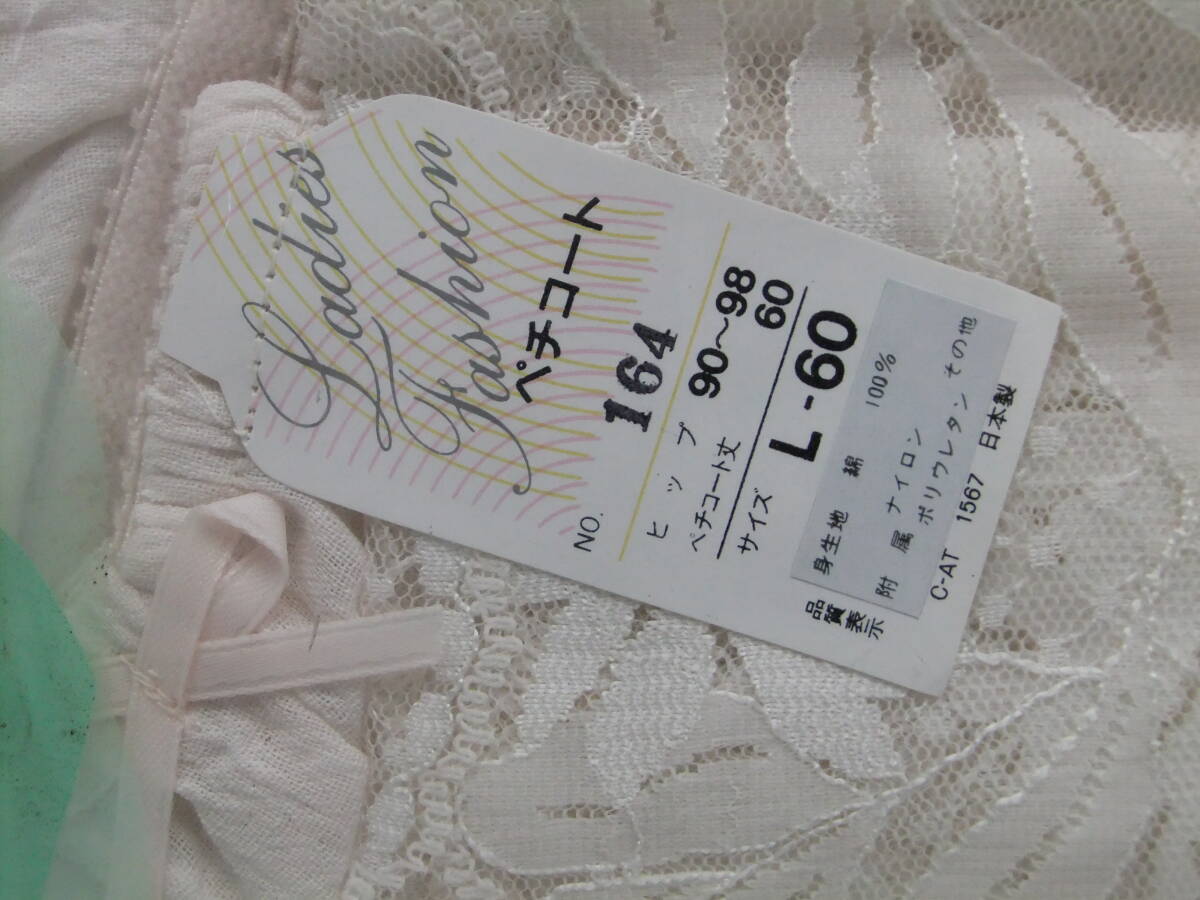 Ladies
Fashion
ペチコート
NO. 164
ヒップ 90〜98
ペチコート丈 60
サイズ L-60
品質表示
身生地 綿 100%
附属 ナイロン
ポリウレタン その他
C-AT 1567 日本製